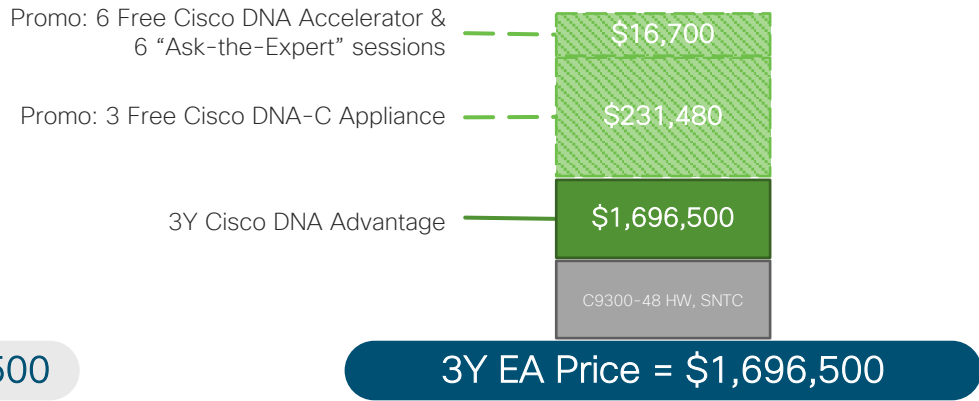 Promo: 6 Free Cisco DNA Accelerator &
6 “Ask-the-Expert” sessions
$16,700
Promo: 3 Free Cisco DNA-C Appliance
$231,480
3Y Cisco DNA Advantage
$1,696,500
C9300-48 HW, SNTC
500
3Y EA Price = $1,696,500